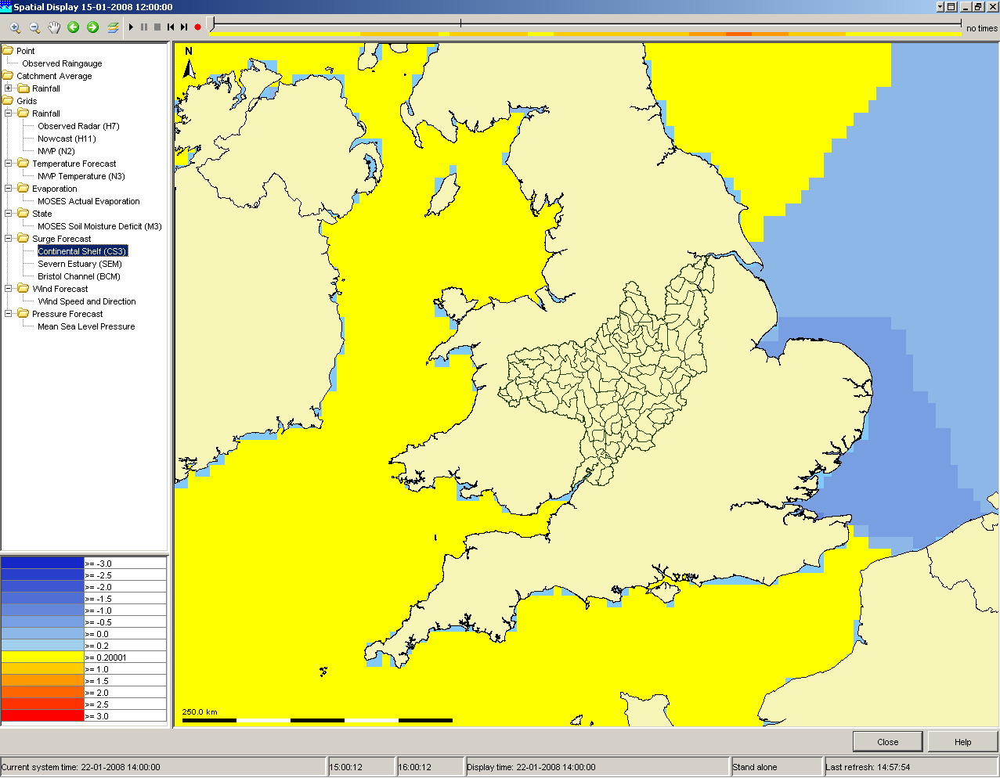 Spatial Display 15-01-2008 12:00:00
no times
Point
Observed Raingauge
Catchment Average
Rainfall
Grids
Rainfall
Observed Radar (H7)
Nowcast (H11)
NWP (N2)
Temperature Forecast
NWP Temperature (N3)
Evaporation
MOSES Actual Evaporation
State
MOSES Soil Moisture Deficit (M3)
Surge Forecast
Continental Shelf (CS3)
Severn Estuary (SEM)
Bristol Channel (BCM)
Wind Forecast
Wind Speed and Direction
Pressure Forecast
Mean Sea Level Pressure
>= -3.0
>= -2.5
>= -2.0
>= -1.5
>= -1.0
>= -0.5
>= 0.0
>= 0.2
>= 0.20001
>= 1.0
>= 1.5
>= 2.0
>= 2.5
>= 3.0
N
250.0 km
Close
Help
Current system time: 22-01-2008 14:00:00
15:00:12
16:00:12
Display time: 22-01-2008 14:00:00
Stand alone
Last refresh: 14:57:54